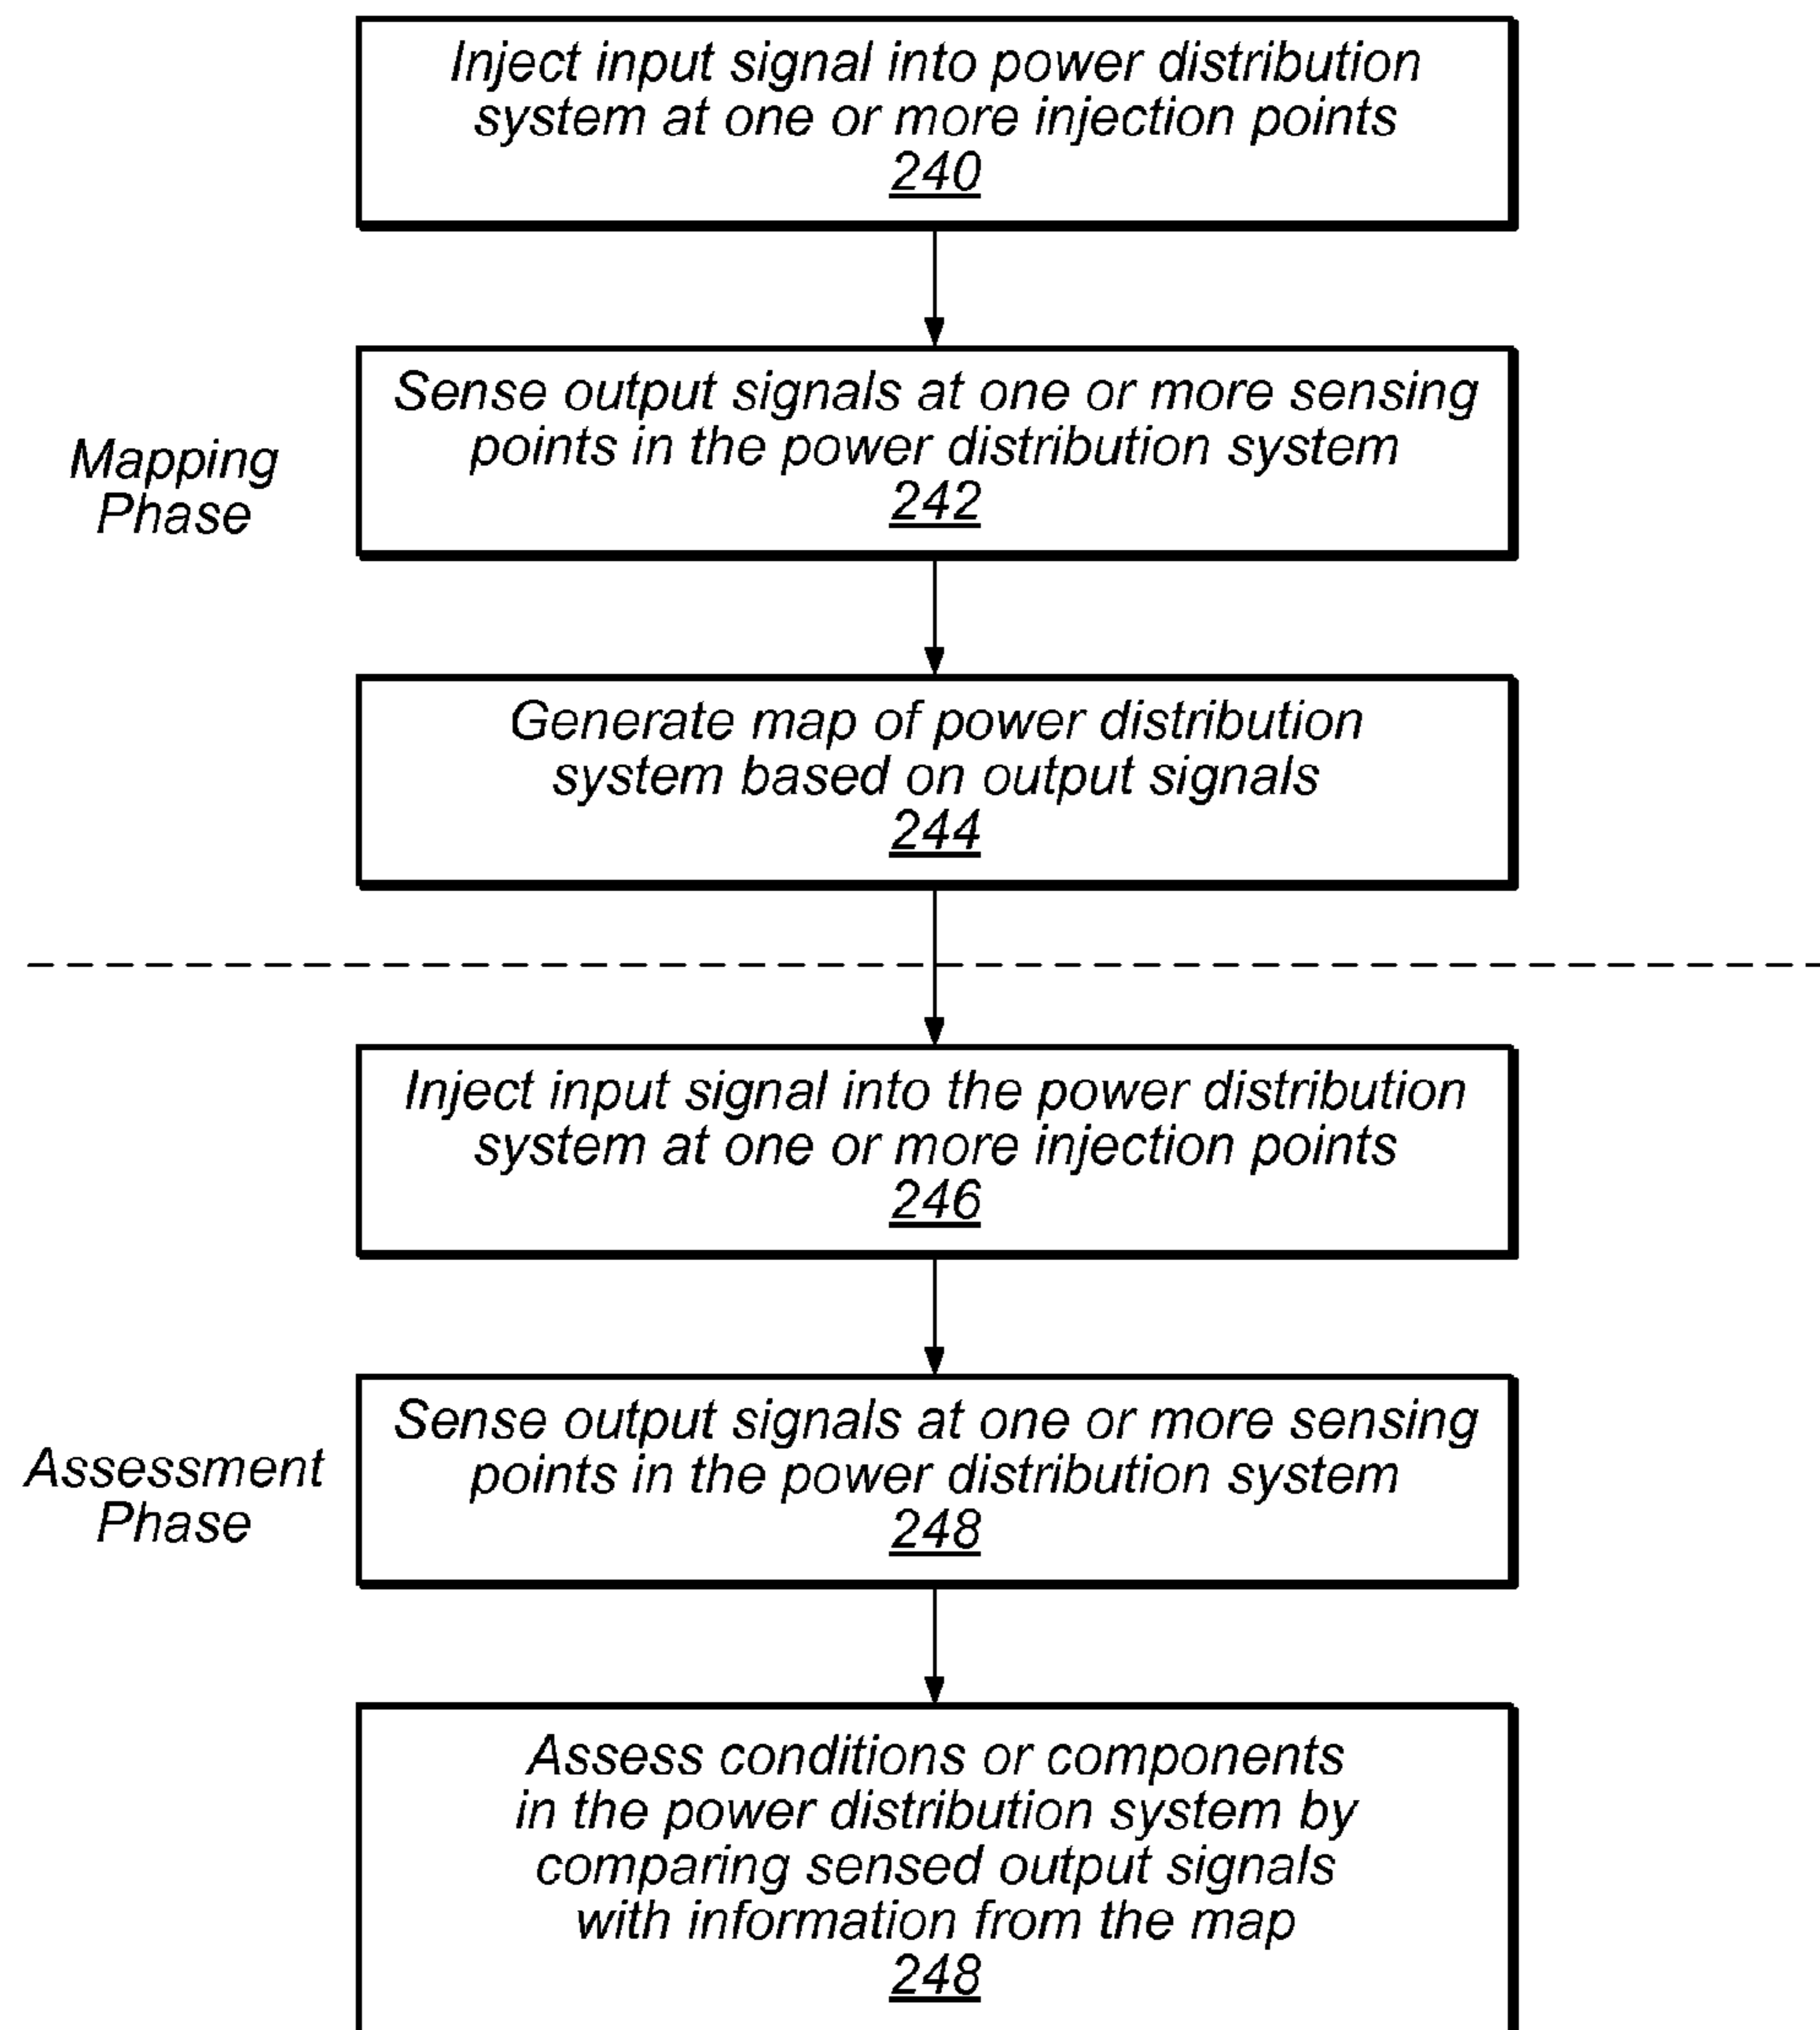 Inject input signal into power distribution
system at one or more injection points
240
Sense output signals at one or more sensing
points in the power distribution system
242
Mapping
Phase
Generate map of power distribution
system based on output signals
244
Inject input signal into the power distribution
system at one or more injection points
246
Sense output signals at one or more sensing
points in the power distribution system
248
Assessment
Phase
Assess conditions or components
in the power distribution system by
comparing sensed output signals
with information from the map
248